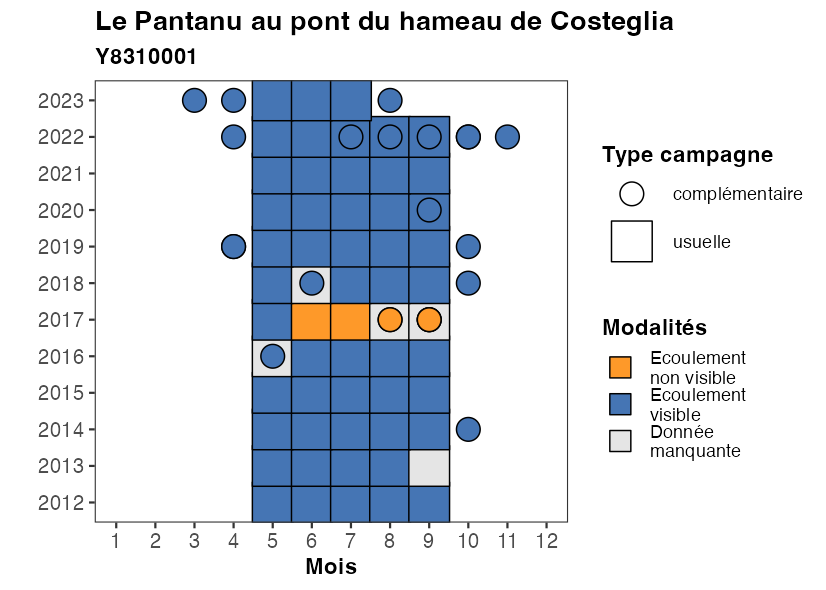 Le Pantanu au pont du hameau de Costeglia
Y8310001
2023
2022
2021
2020
2019
2018
2017
2016
2015
2014
2013
2012
1 2 3 4 5 6 7 8 9 10 11 12
Mois
Type campagne
complémentaire
usuelle
Modalités
Ecoulement
non visible
Ecoulement
visible
Donnée
manquante